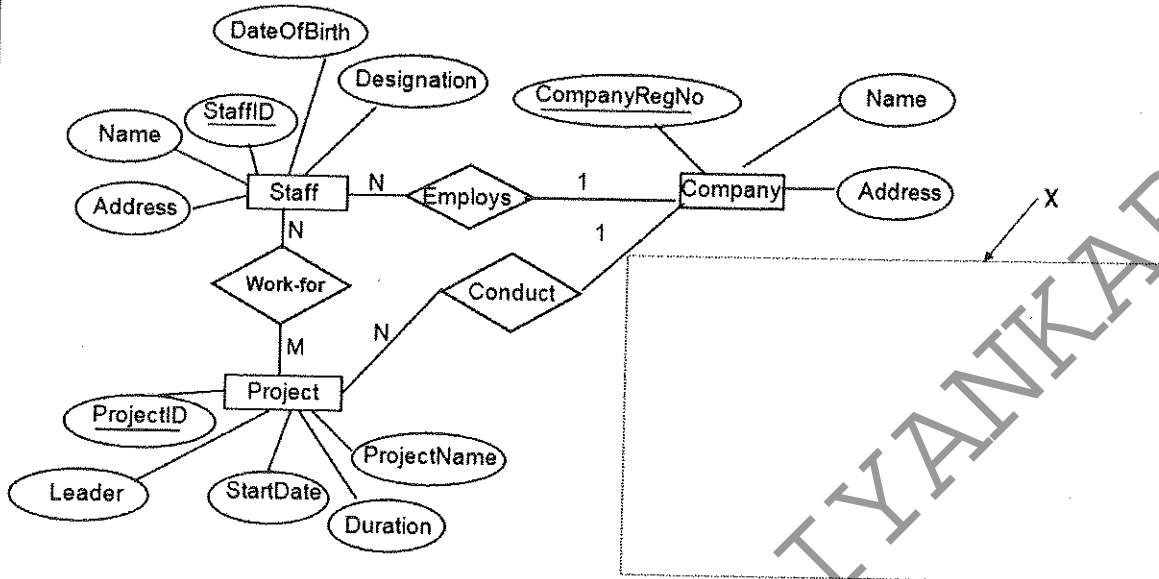 DateOfBirth
Designation
StaffID
Name
Address
Staff
N
Employs
1
Company
CompanyRegNo
Name
Address
X
N
Work-for
M
1
Conduct
N
Project
ProjectID
Leader
StartDate
Duration
ProjectName
IYANKAR